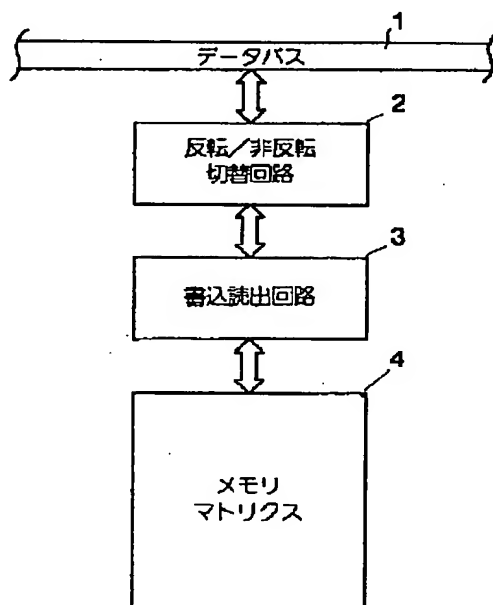 1
データバス
2
反転／非反転
切替回路
3
書込読出回路
4
メモリ
マトリクス